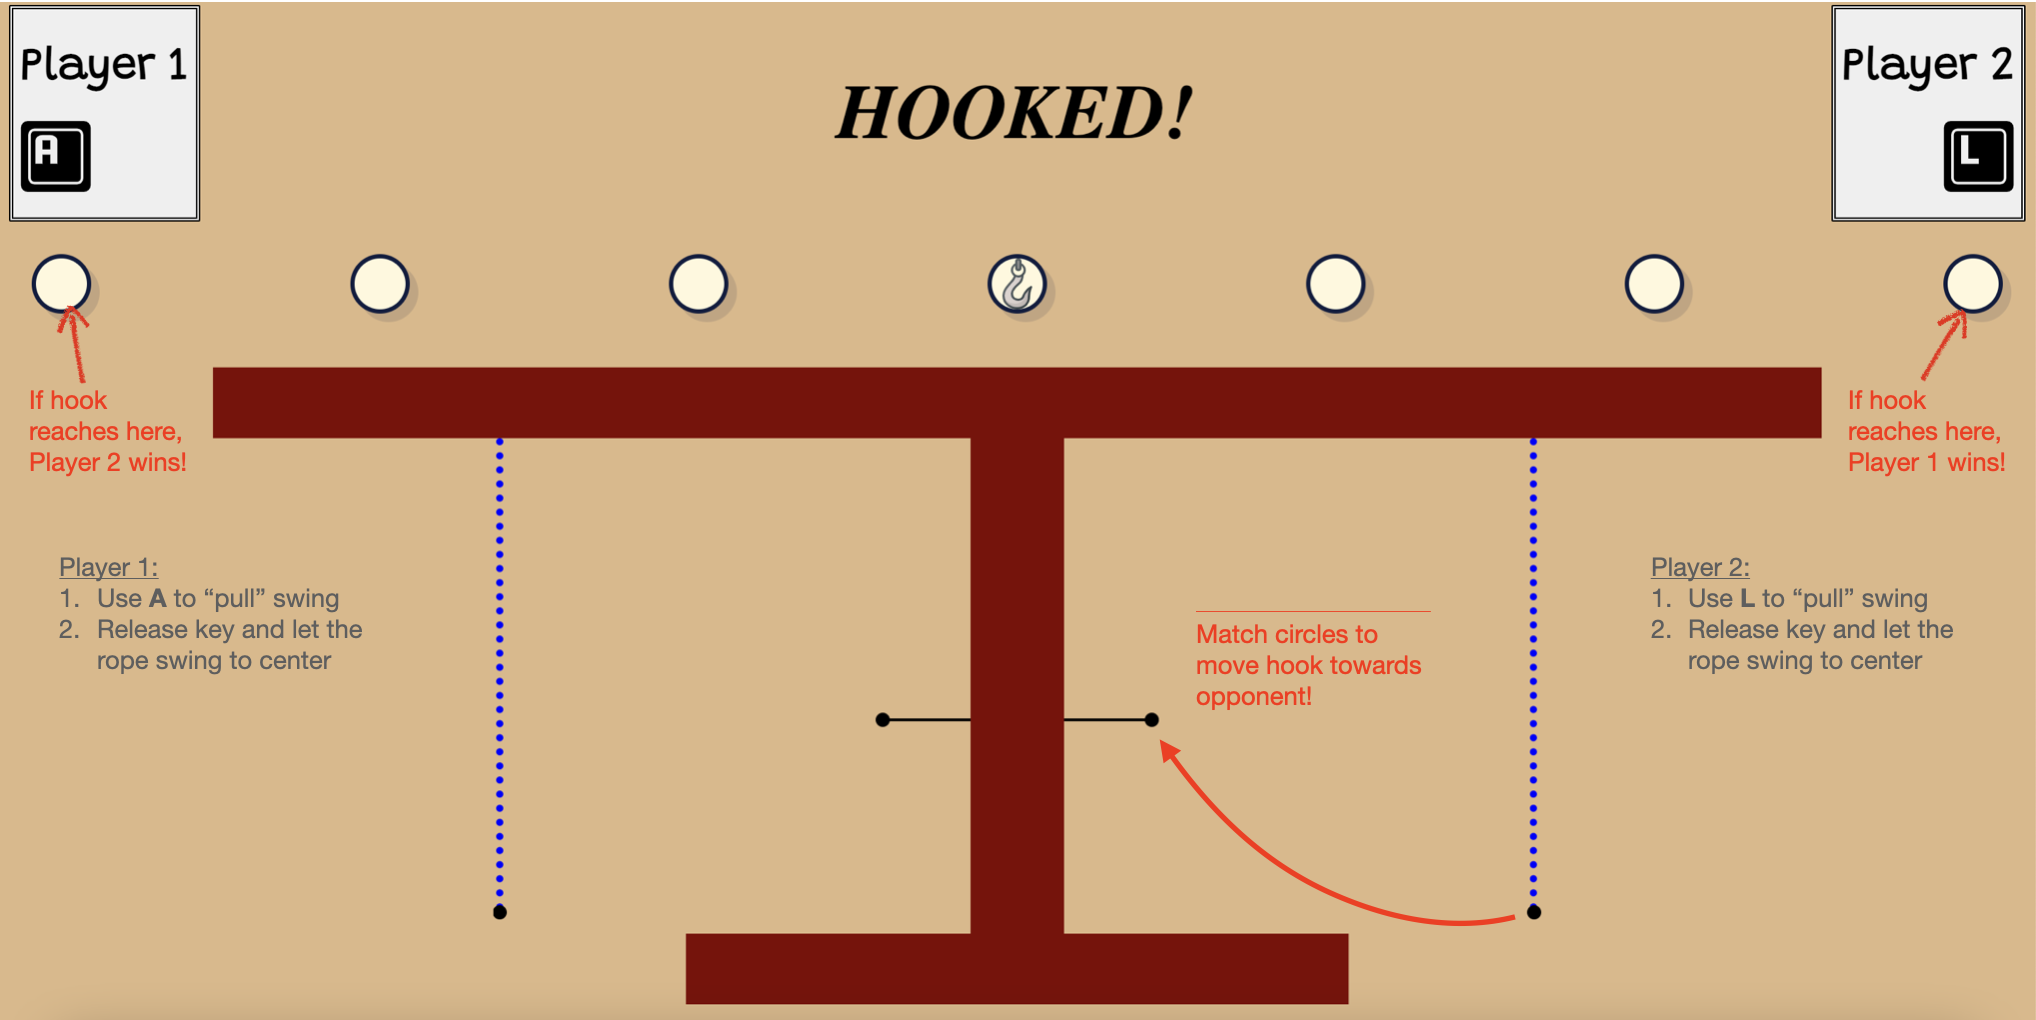 Player 1
A
HOOKED!
Player 2
L
If hook
reaches here,
Player 2 wins!
If hook
reaches here,
Player 1 wins!
Player 1:
1. Use A to “pull” swing
2. Release key and let the
rope swing to center
Match circles to
move hook towards
opponent!
Player 2:
1. Use L to “pull” swing
2. Release key and let the
rope swing to center